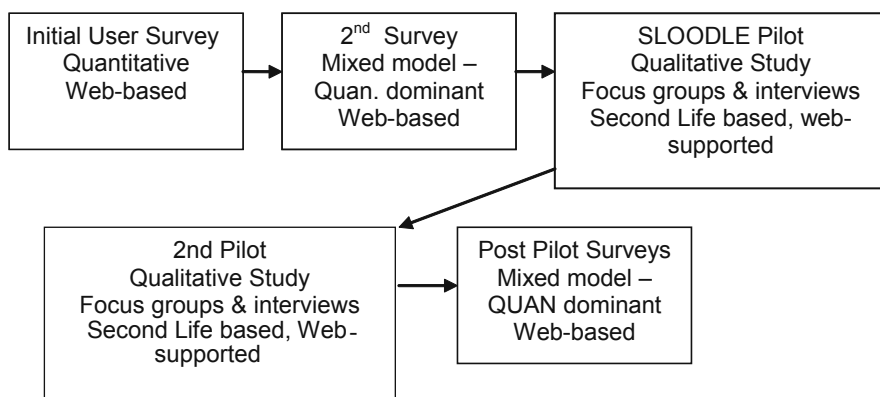 Initial User Survey
Quantitative
Web-based
2nd Survey
Mixed model –
Quan. dominant
Web-based
SLOODLE Pilot
Qualitative Study
Focus groups & interviews
Second Life based, web-
supported
2nd Pilot
Qualitative Study
Focus groups & interviews
Second Life based, Web-
supported
Post Pilot Surveys
Mixed model –
QUAN dominant
Web-based